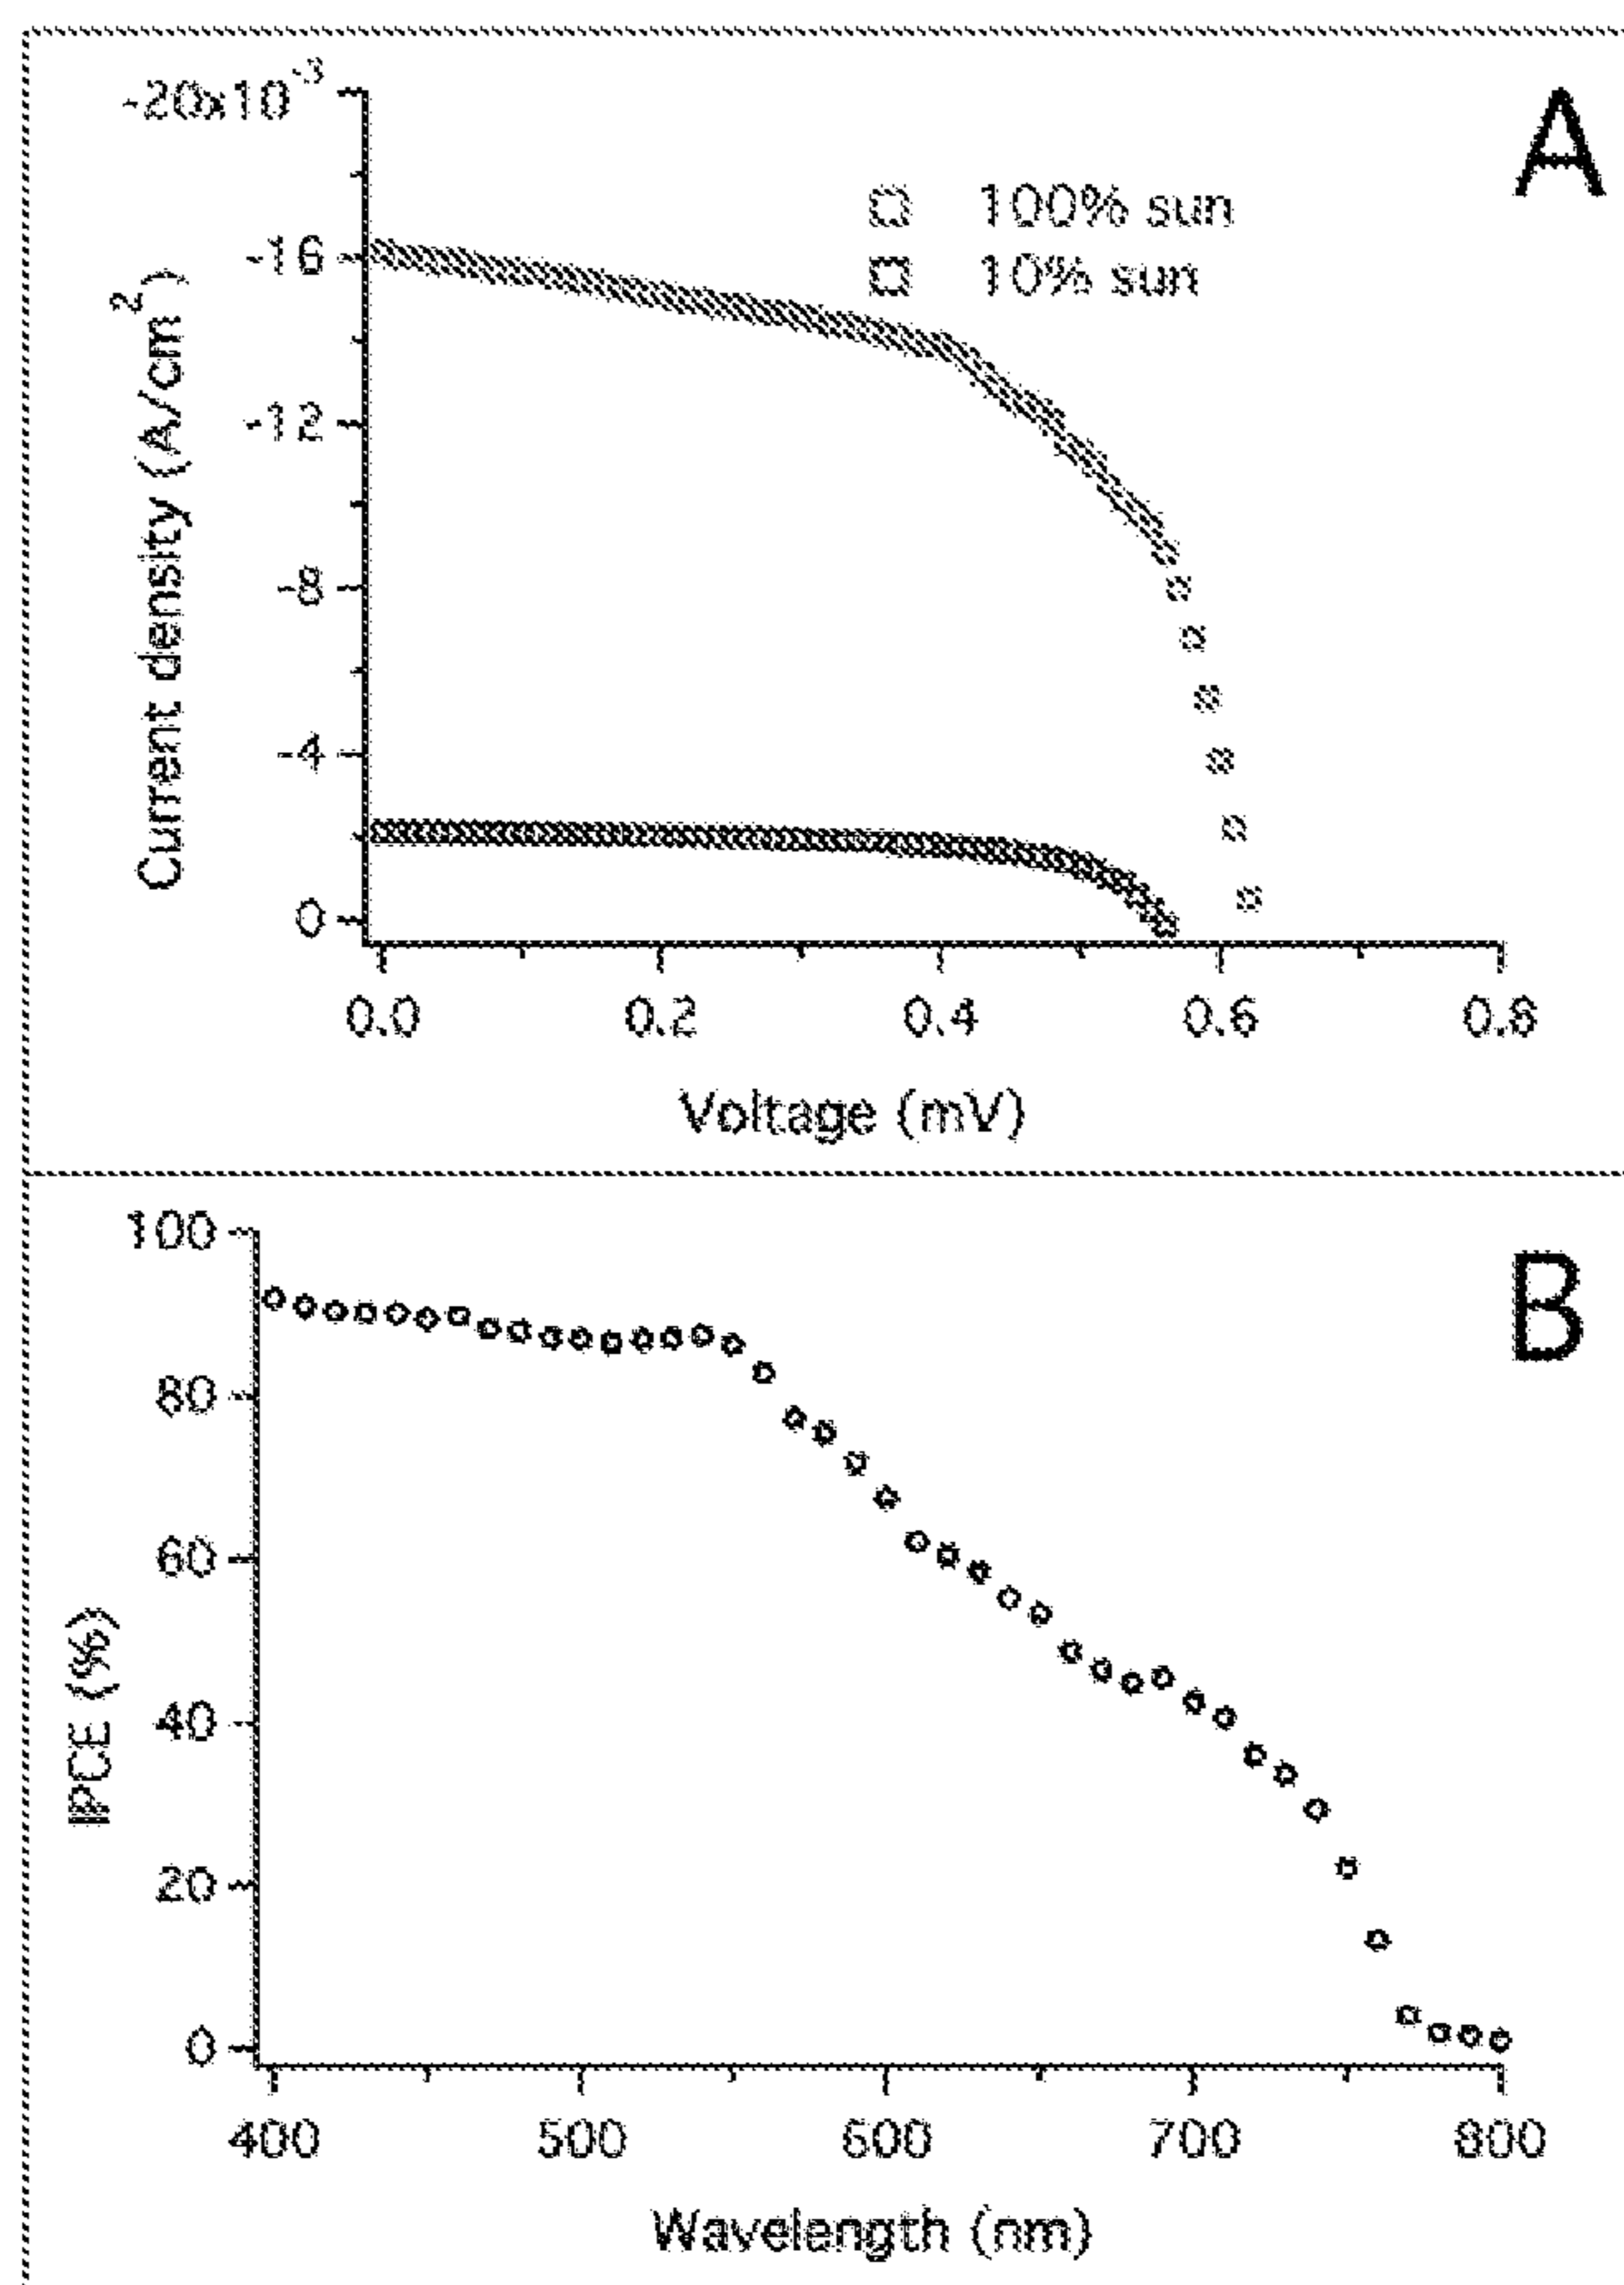 A
-20x10^-3
-16
-12
-8
-4
0
Current density (A/cm²)
100% sun
10% sun
0.0 0.2 0.4 0.6 0.8
Voltage (mV)
B
100
80
60
40
20
0
IPCE (%)
400 500 600 700 800
Wavelength (nm)